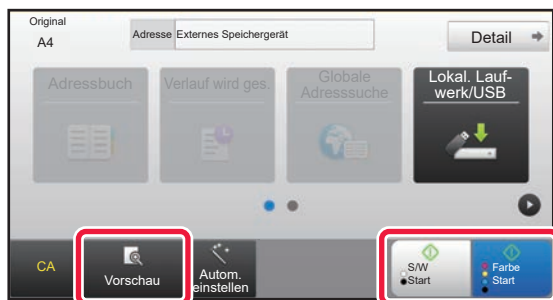 Original
A4
Adresse Externes Speichergerät
Detail
Adressbuch
Verlauf wird ges.
Globale
Adresssuche
Lokal. Lauf-
werk/USB
CA
Vorschau
Autom.
einstellen
S/W
Start
Farbe
Start